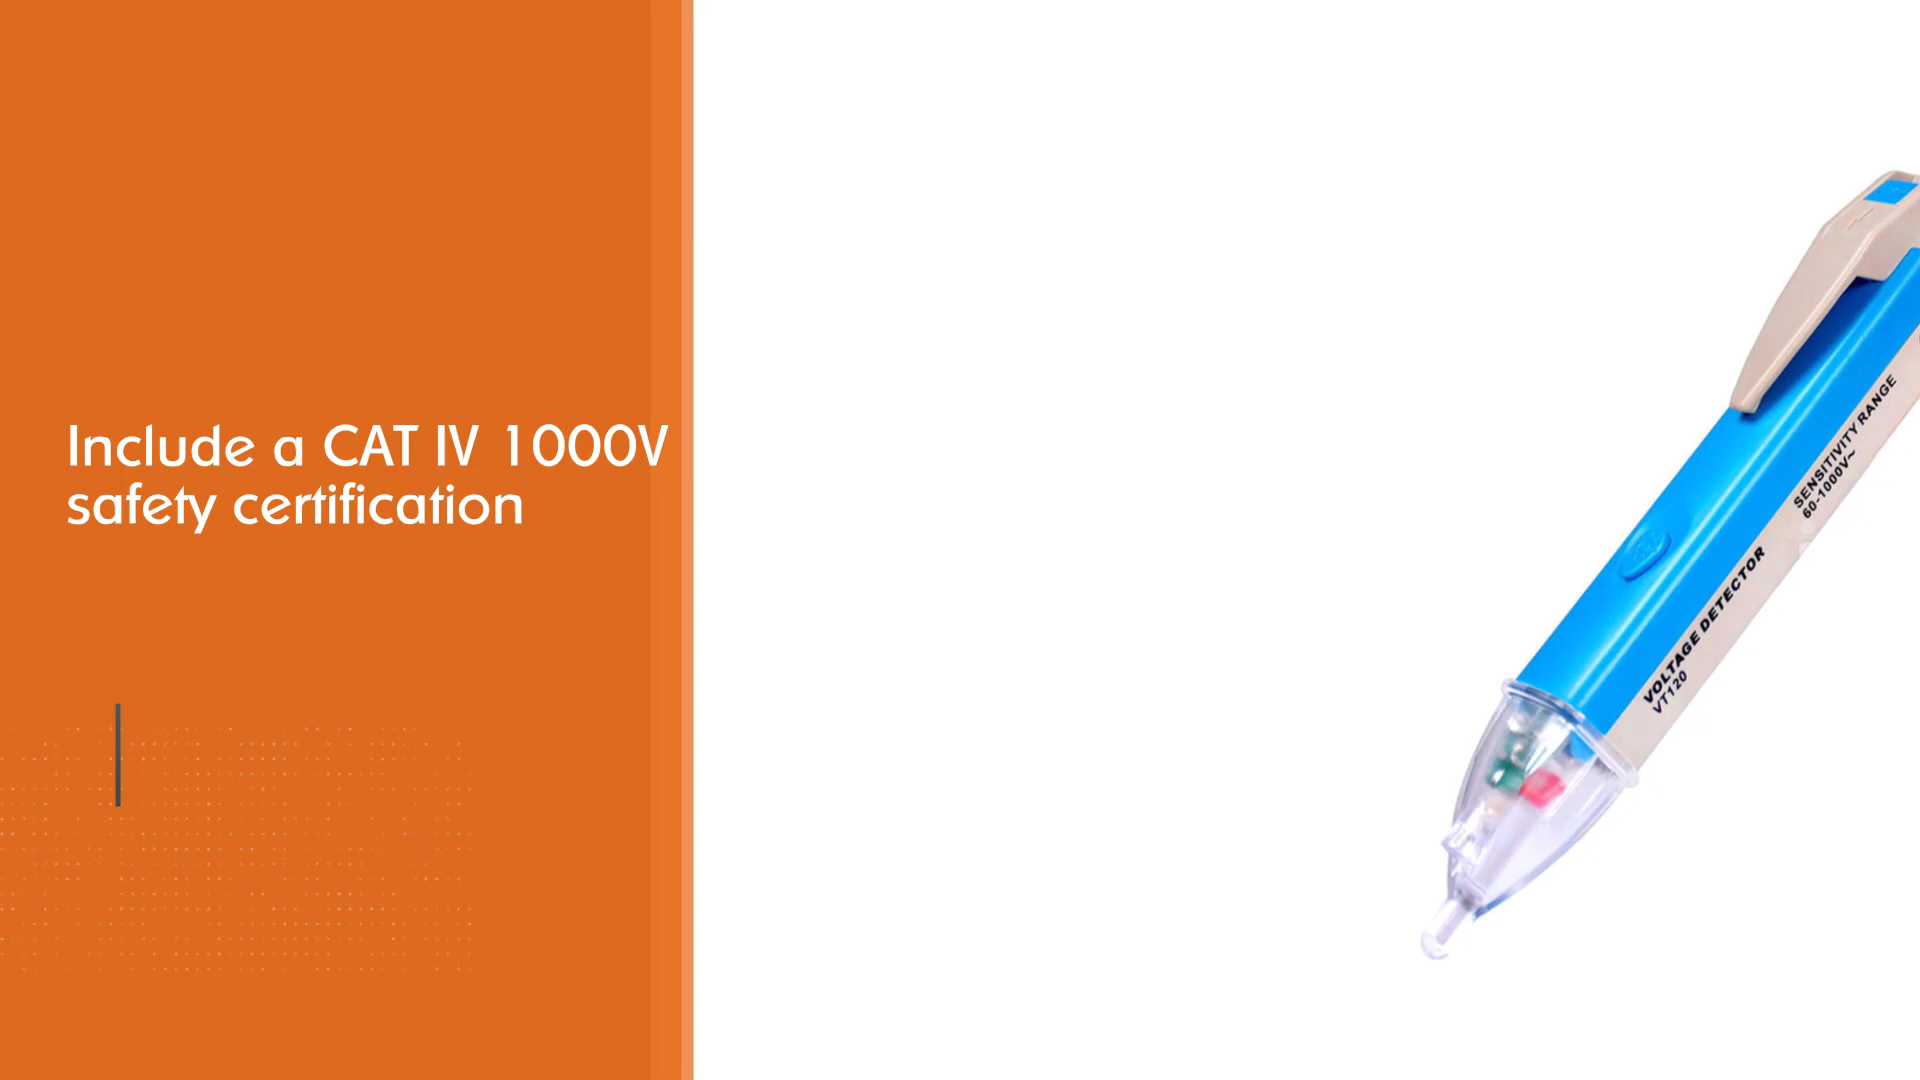 Include a CAT IV 1000V
safety certification
SENSITIVITY RANGE
60-1000V~
VOLTAGE DETECTOR
VT120